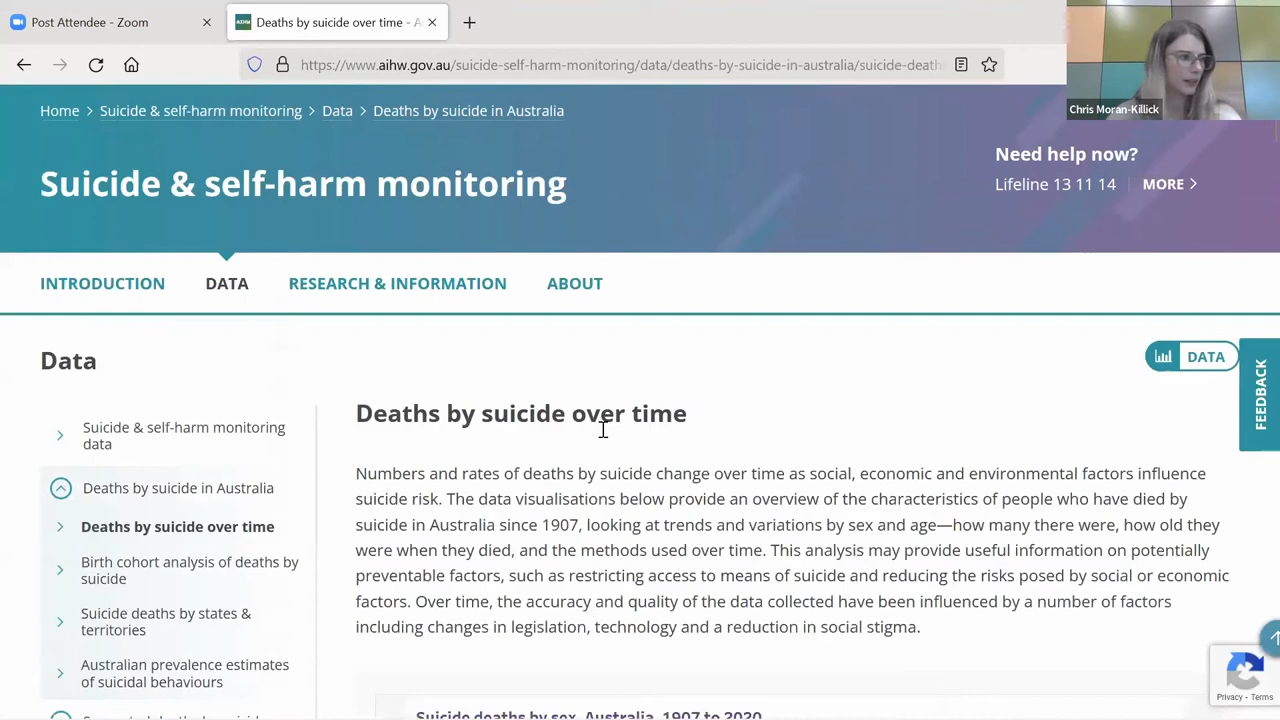 Post Attendee - Zoom
Deaths by suicide over time - A
https://www.aihw.gov.au/suicide-self-harm-monitoring/data/deaths-by-suicide-in-australia/suicide-death
Chris Moran-Killick
Home > Suicide & self-harm monitoring > Data > Deaths by suicide in Australia
Need help now?
Lifeline 13 11 14 | MORE >
Suicide & self-harm monitoring
INTRODUCTION DATA RESEARCH & INFORMATION ABOUT
Data
DATA
FEEDBACK
Suicide & self-harm monitoring
data
Deaths by suicide in Australia
Deaths by suicide over time
Birth cohort analysis of deaths by
suicide
Suicide deaths by states &
territories
Australian prevalence estimates
of suicidal behaviours
Deaths by suicide over time
Numbers and rates of deaths by suicide change over time as social, economic and environmental factors influence
suicide risk. The data visualisations below provide an overview of the characteristics of people who have died by
suicide in Australia since 1907, looking at trends and variations by sex and age—how many there were, how old they
were when they died, and the methods used over time. This analysis may provide useful information on potentially
preventable factors, such as restricting access to means of suicide and reducing the risks posed by social or economic
factors. Over time, the accuracy and quality of the data collected have been influenced by a number of factors
including changes in legislation, technology and a reduction in social stigma.
Suicide deaths by sex, Australia, 1907 to 2020
Privacy - Terms